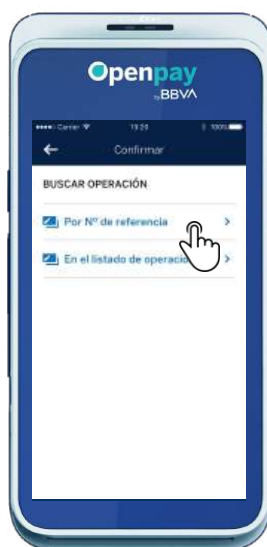 Openpay
by BBVA
Carrier 19:20 100%
Confirmar
BUSCAR OPERACIÓN
Por Nº de referencia
En el listado de operacio